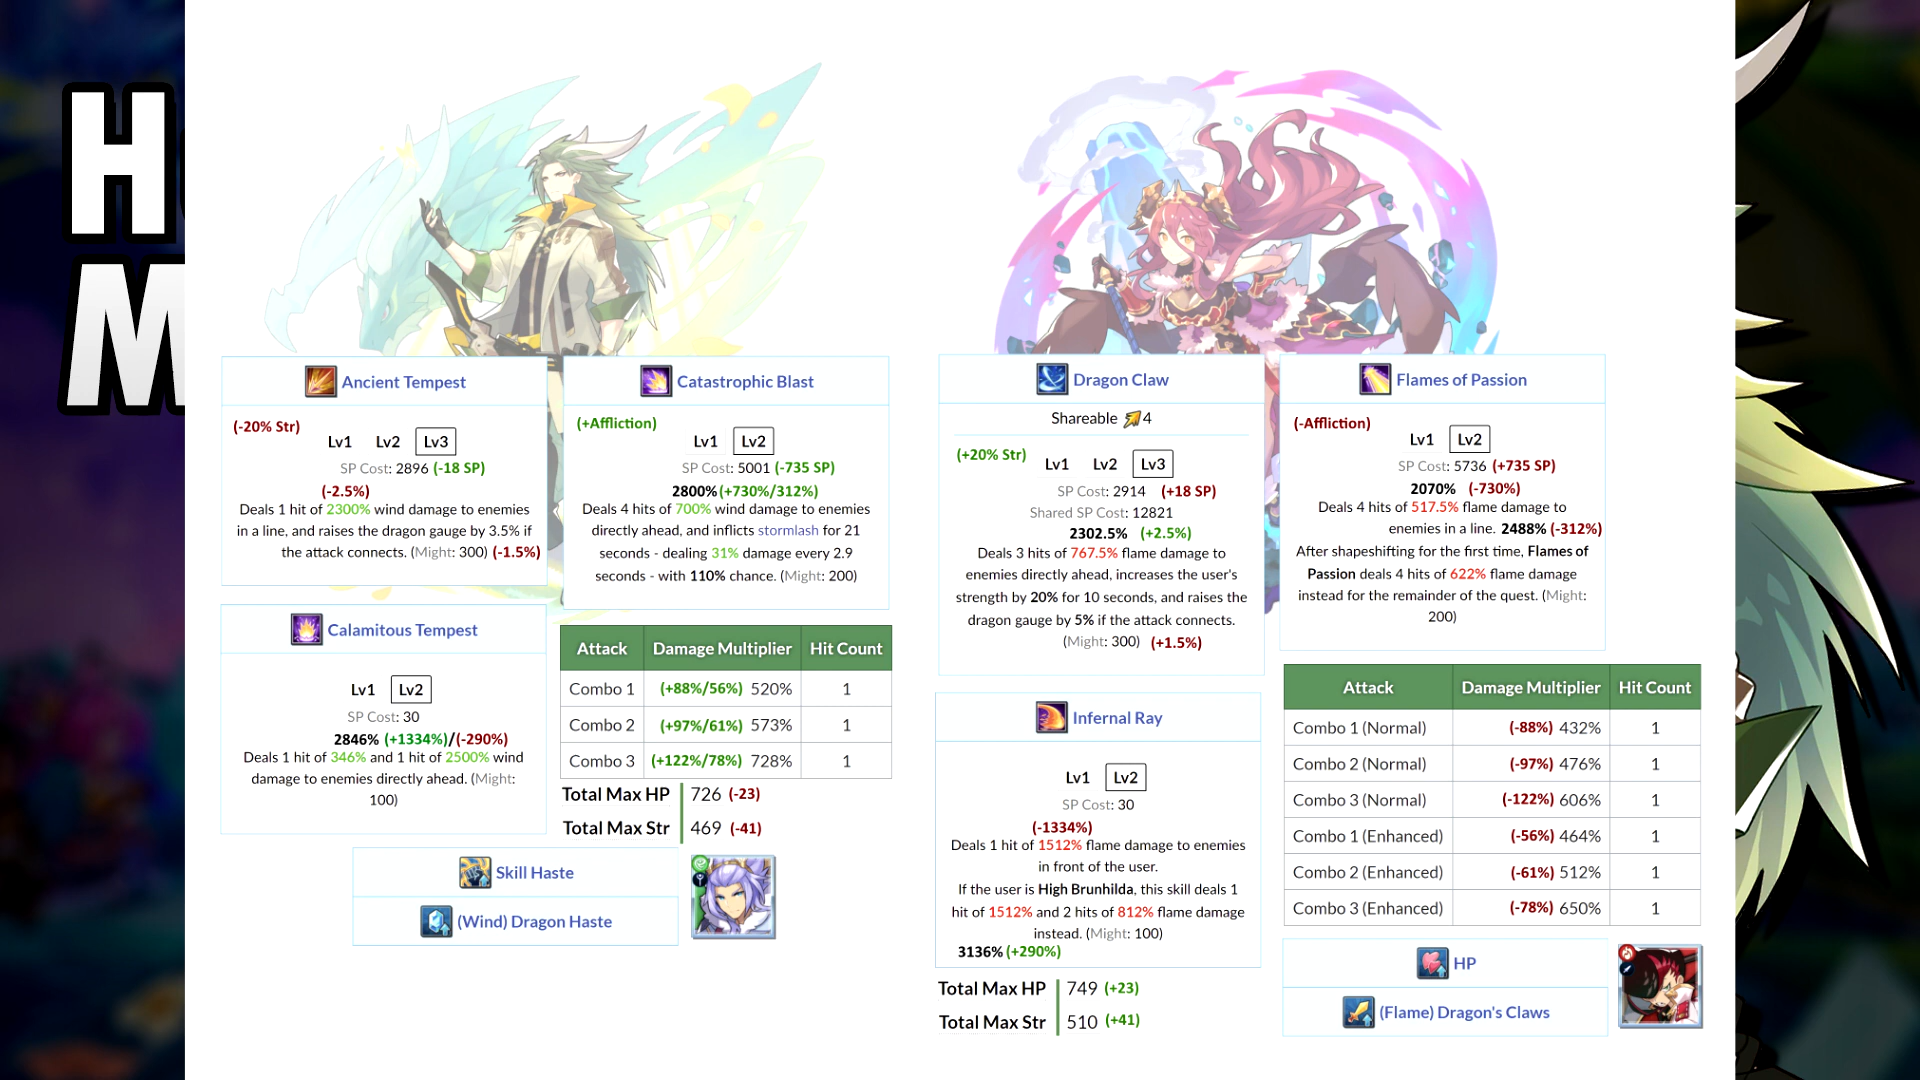 H
M
Ancient Tempest
(-20% Str)
Lv1 Lv2 Lv3
SP Cost: 2896 (-18 SP)
(-2.5%)
Deals 1 hit of 2300% wind damage to enemies
in a line, and raises the dragon gauge by 3.5% if
the attack connects. (Might: 300) (-1.5%)
Catastrophic Blast
(+Affliction)
Lv1 Lv2
SP Cost: 5001 (-735 SP)
2800% (+730%/312%)
Deals 4 hits of 700% wind damage to enemies
directly ahead, and inflicts stormlash for 21
seconds - dealing 31% damage every 2.9
seconds - with 110% chance. (Might: 200)
Calamitous Tempest
Lv1 Lv2
SP Cost: 30
2846% (+1334%)/(-290%)
Deals 1 hit of 346% and 1 hit of 2500% wind
damage to enemies directly ahead. (Might:
100)
Attack Damage Multiplier Hit Count
Combo 1 (+88%/56%) 520% 1
Combo 2 (+97%/61%) 573% 1
Combo 3 (+122%/78%) 728% 1
Total Max HP 726 (-23)
Total Max Str 469 (-41)
Skill Haste
(Wind) Dragon Haste
Dragon Claw
Shareable 4
(+20% Str)
Lv1 Lv2 Lv3
SP Cost: 2914 (+18 SP)
Shared SP Cost: 12821
2302.5% (+2.5%)
Deals 3 hits of 767.5% flame damage to
enemies directly ahead, increases the user's
strength by 20% for 10 seconds, and raises the
dragon gauge by 5% if the attack connects.
(Might: 300) (+1.5%)
Flames of Passion
(-Affliction)
Lv1 Lv2
SP Cost: 5736 (+735 SP)
2070% (-730%)
Deals 4 hits of 517.5% flame damage to
enemies in a line. 2488% (-312%)
After shapeshifting for the first time, Flames of
Passion deals 4 hits of 622% flame damage
instead for the remainder of the quest. (Might:
200)
Infernal Ray
Lv1 Lv2
SP Cost: 30
(-1334%)
Deals 1 hit of 1512% flame damage to enemies
in front of the user.
If the user is High Brunhilda, this skill deals 1
hit of 1512% and 2 hits of 812% flame damage
instead. (Might: 100)
3136% (+290%)
Total Max HP 749 (+23)
Total Max Str 510 (+41)
Attack Damage Multiplier Hit Count
Combo 1 (Normal) (-88%) 432% 1
Combo 2 (Normal) (-97%) 476% 1
Combo 3 (Normal) (-122%) 606% 1
Combo 1 (Enhanced) (-56%) 464% 1
Combo 2 (Enhanced) (-61%) 512% 1
Combo 3 (Enhanced) (-78%) 650% 1
HP
(Flame) Dragon's Claws